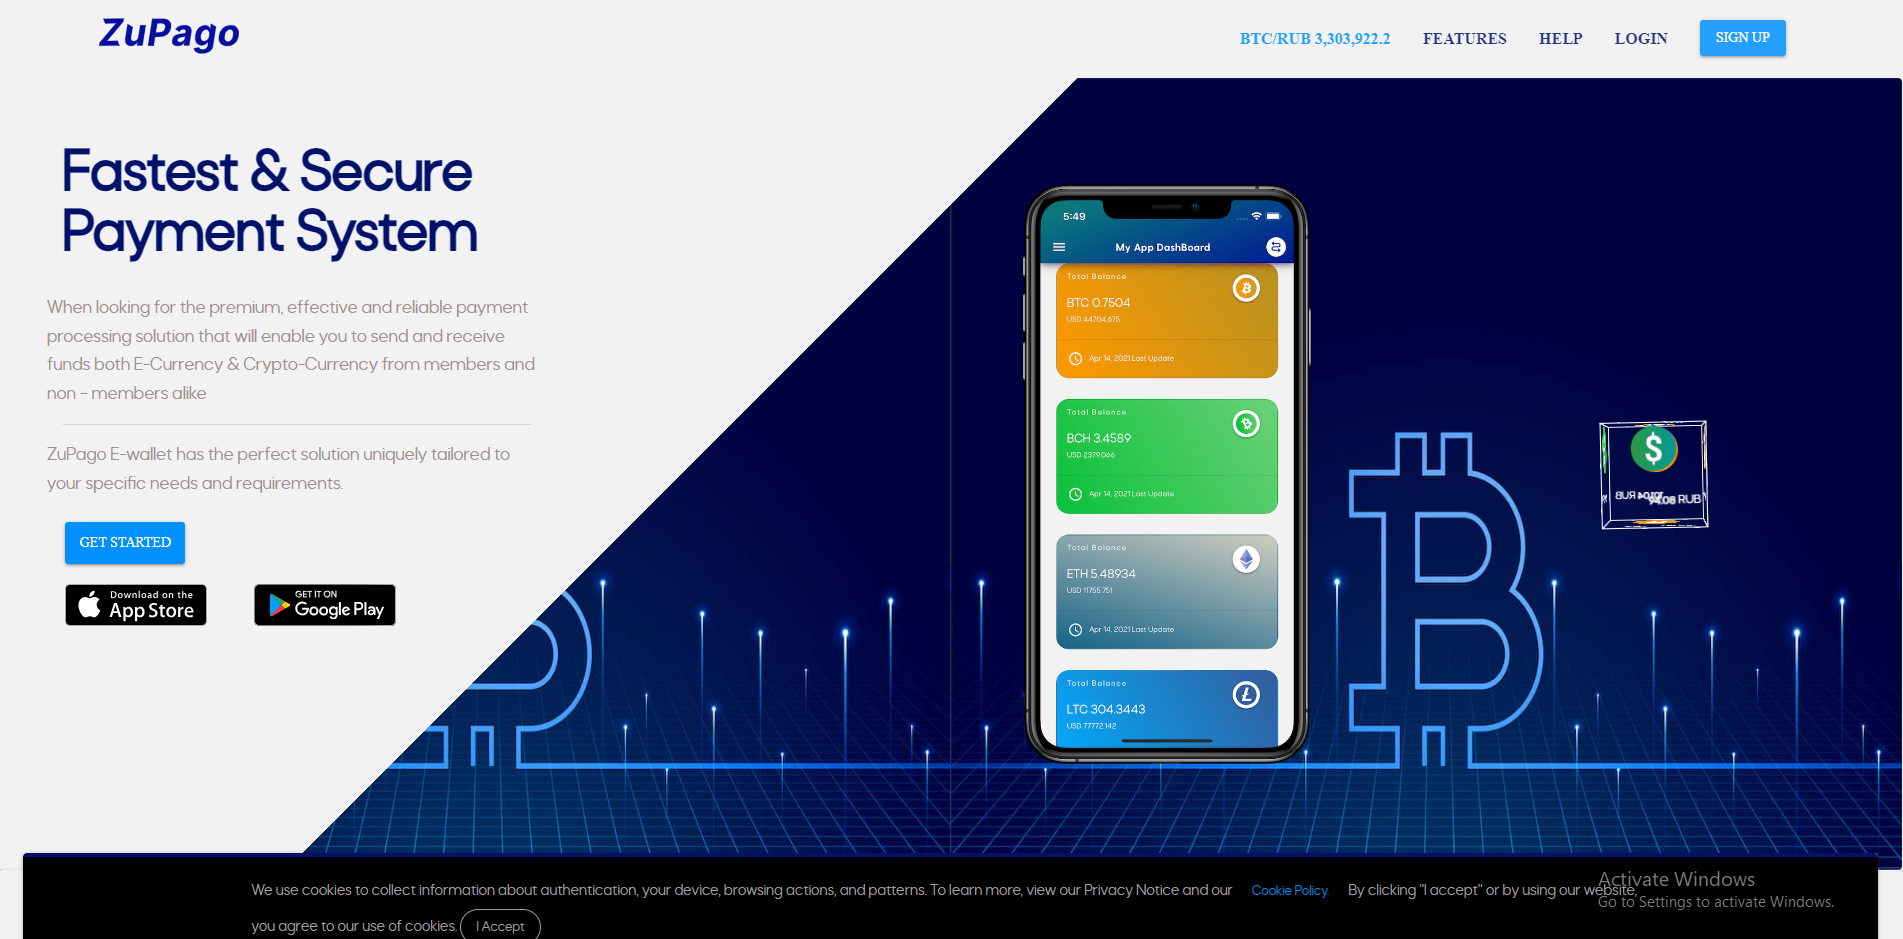 ZuPago
BTC/RUB 3,303,922.2
FEATURES
HELP
LOGIN
SIGN UP
Fastest & Secure
Payment System
When looking for the premium, effective and reliable payment
processing solution that will enable you to send and receive
funds both E-Currency & Crypto-Currency from members and
non - members alike
ZuPago E-wallet has the perfect solution uniquely tailored to
your specific needs and requirements.
GET STARTED
Download on the
App Store
GET IT ON
Google Play
5:49
My App DashBoard
Total Balance
BTC 0.7504
USD 44704.675
Apr 14, 2021 Last Update
Total Balance
BCH 3.4589
USD 2379.066
Apr 14, 2021 Last Update
Total Balance
ETH 5.48934
USD 11755.751
Apr 14, 2021 Last Update
Total Balance
LTC 304.3443
USD 77772.142
$
RUB
We use cookies to collect information about authentication, your device, browsing actions, and patterns. To learn more, view our Privacy Notice and our Cookie Policy. By clicking "I accept" or by using our website,
you agree to our use of cookies. I Accept
Activate Windows
Go to Settings to activate Windows.